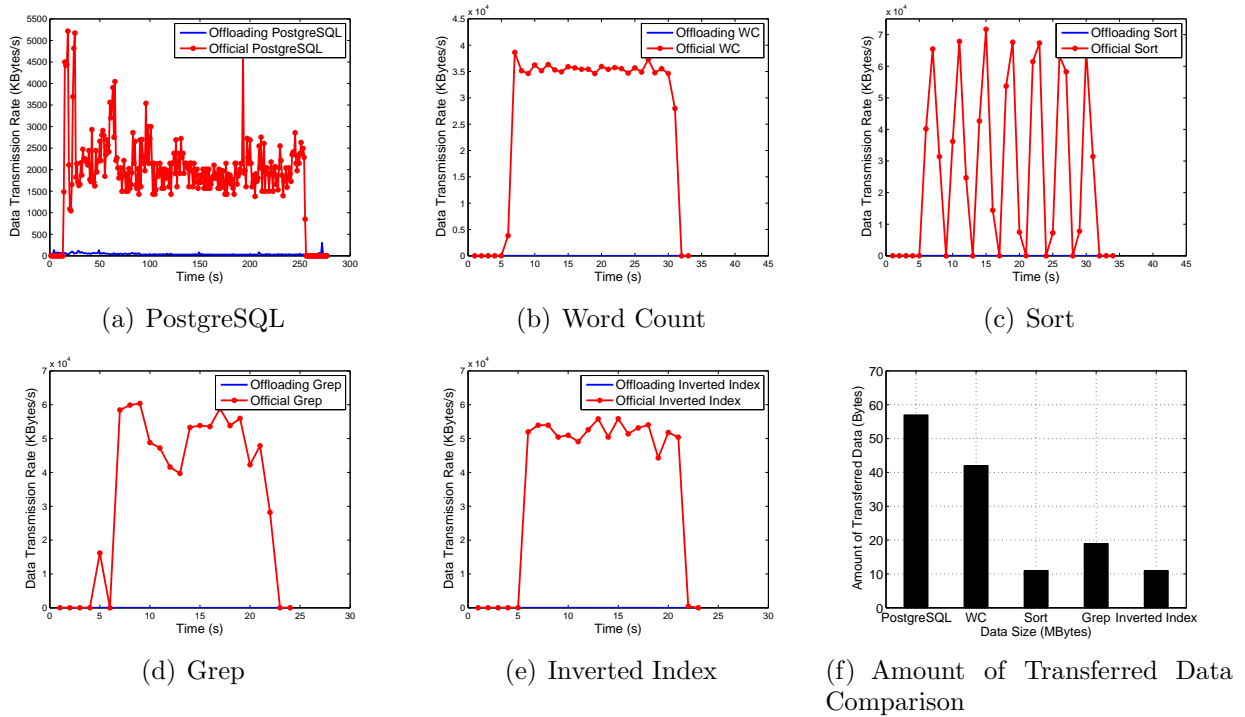 Offloading PostgreSQL
Official PostgreSQL
Data Transmission Rate (KBytes/s)
5500
5000
4500
4000
3500
3000
2500
2000
1500
1000
500
0
0 50 100 150 200 250 300
Time (s)
(a) PostgreSQL
x 10^4
Offloading WC
Official WC
Data Transmission Rate (KBytes/s)
4.5
4
3.5
3
2.5
2
1.5
1
0.5
0
0 5 10 15 20 25 30 35 40 45
Time (s)
(b) Word Count
x 10^4
Offloading Sort
Official Sort
Data Transmission Rate (KBytes/s)
8
7
6
5
4
3
2
1
0
0 5 10 15 20 25 30 35 40 45
Time (s)
(c) Sort
x 10^4
Offloading Grep
Official Grep
Data Transmission Rate (KBytes/s)
7
6
5
4
3
2
1
0
0 5 10 15 20 25 30
Time (s)
(d) Grep
x 10^4
Offloading Inverted Index
Official Inverted Index
Data Transmission Rate (KBytes/s)
7
6
5
4
3
2
1
0
0 5 10 15 20 25 30
Time (s)
(e) Inverted Index
Amount of Transferred Data (Bytes)
70
60
50
40
30
20
10
0
PostgreSQL WC Sort Grep Inverted Index
Data Size (MBytes)
(f) Amount of Transferred Data
Comparison